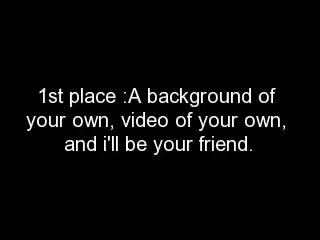 1st place :A background of
your own, video of your own,
and i'll be your friend.